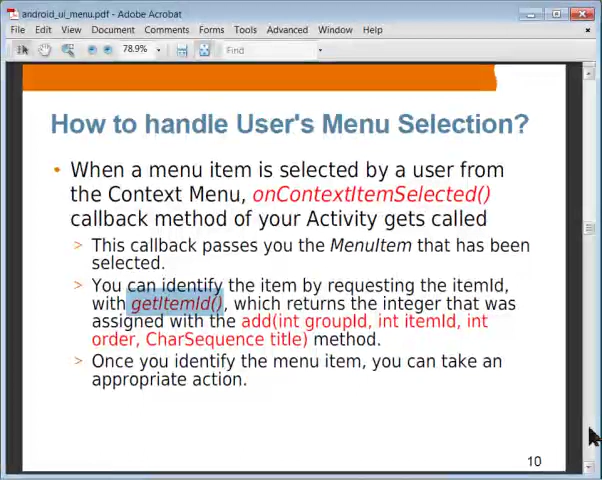 android_ui_menu.pdf - Adobe Acrobat
File Edit View Document Comments Forms Tools Advanced Window Help
78.9% Find
How to handle User's Menu Selection?
• When a menu item is selected by a user from
the Context Menu, onContextItemSelected()
callback method of your Activity gets called
> This callback passes you the MenuItem that has been
selected.
> You can identify the item by requesting the itemId,
with getItemId(), which returns the integer that was
assigned with the add(int groupId, int itemId, int
order, CharSequence title) method.
> Once you identify the menu item, you can take an
appropriate action.
10